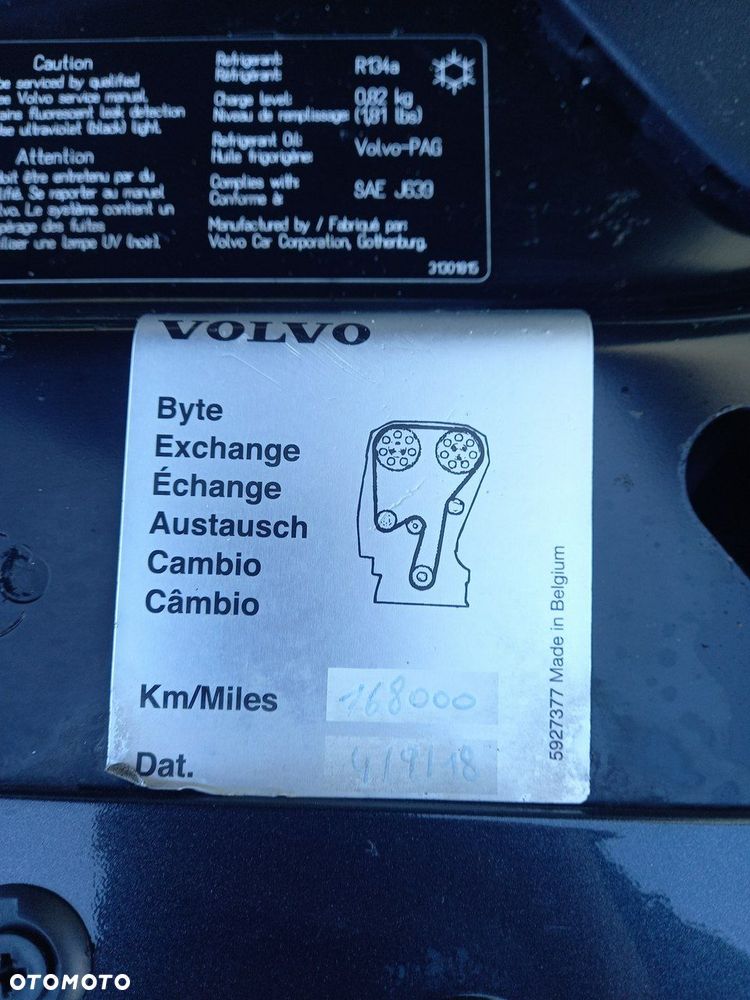 Caution
be serviced by qualified
Volvo service manual.
fluorescent leak detection
ultraviolet (black) light.
Attention
doit être entretenu par du
Se reporter au manuel
Le système contient un
des fuites
utiliser une lampe UV (noir).
Refrigerant: R134a
Réfrigérant:
Charge level: 0,82 kg
Niveau de remplissage: (1,81 lbs)
Refrigerant Oil: Volvo-PAG
Huile frigorigène:
Complies with: SAE J639
Conforme à:
Manufactured by / Fabriqué par:
Volvo Car Corporation, Gothenburg.
31301815
VOLVO
Byte
Exchange
Échange
Austausch
Cambio
Câmbio
Km/Miles 168000
Dat. 4/9/18
5927377 Made in Belgium
OTOMOTO